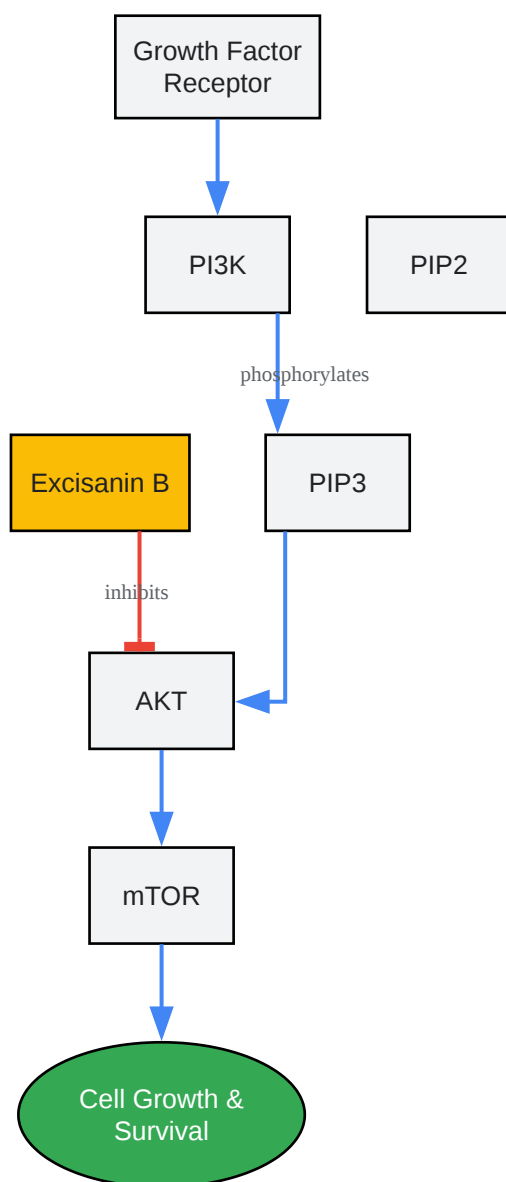 Growth Factor
Receptor
PI3K
PIP2
phosphorylates
Excisanin B
PIP3
inhibits
AKT
mTOR
Cell Growth &
Survival